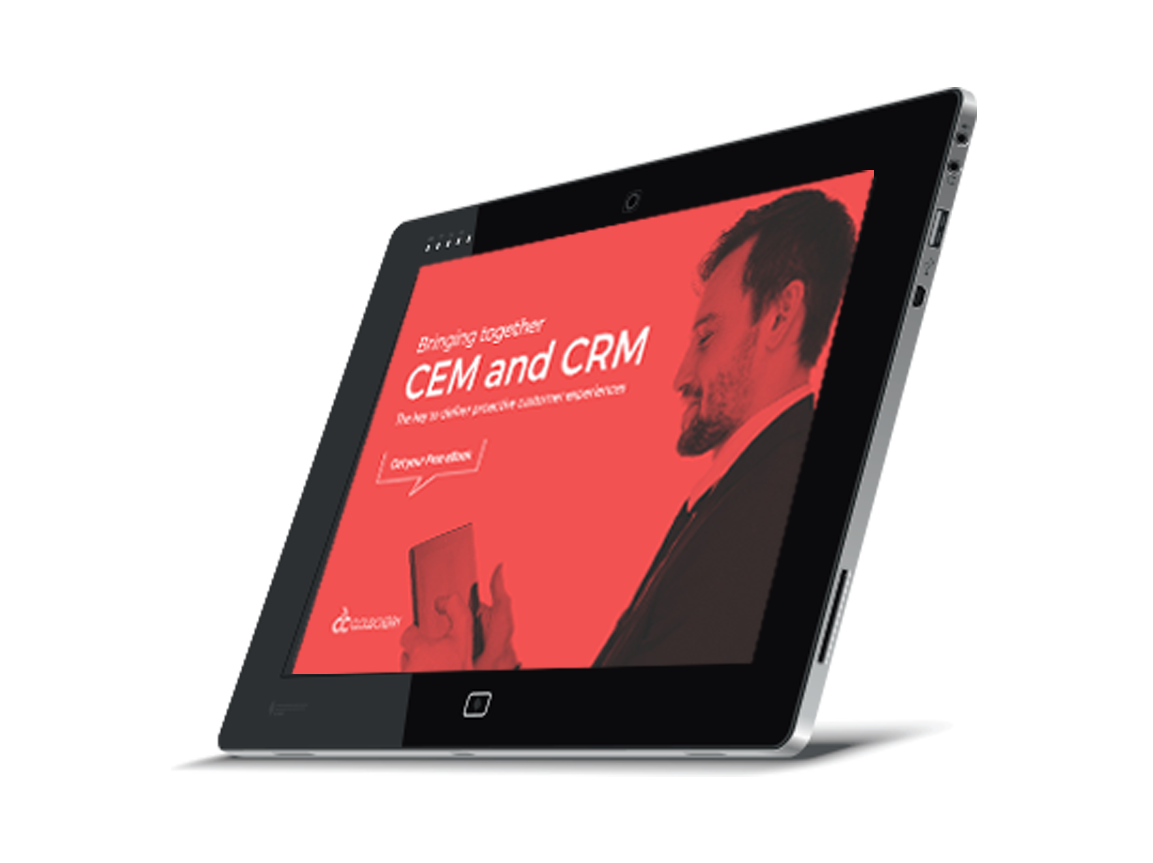 Bringing together
CEM and CRM
The key to deliver proactive customer experiences
Get your Free eBook